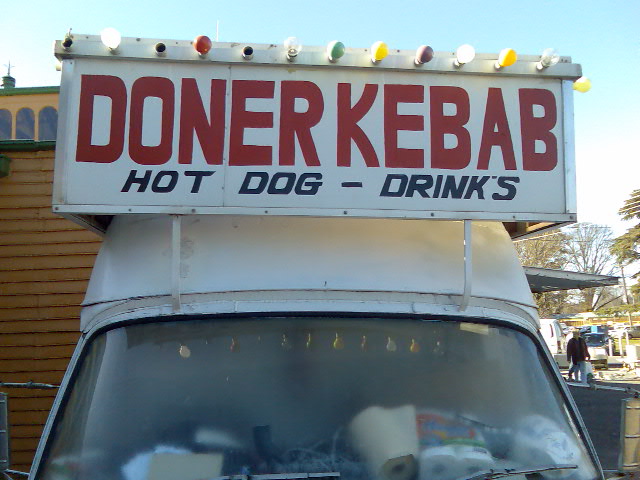 DONER KEBAB
HOT DOG - DRINK'S